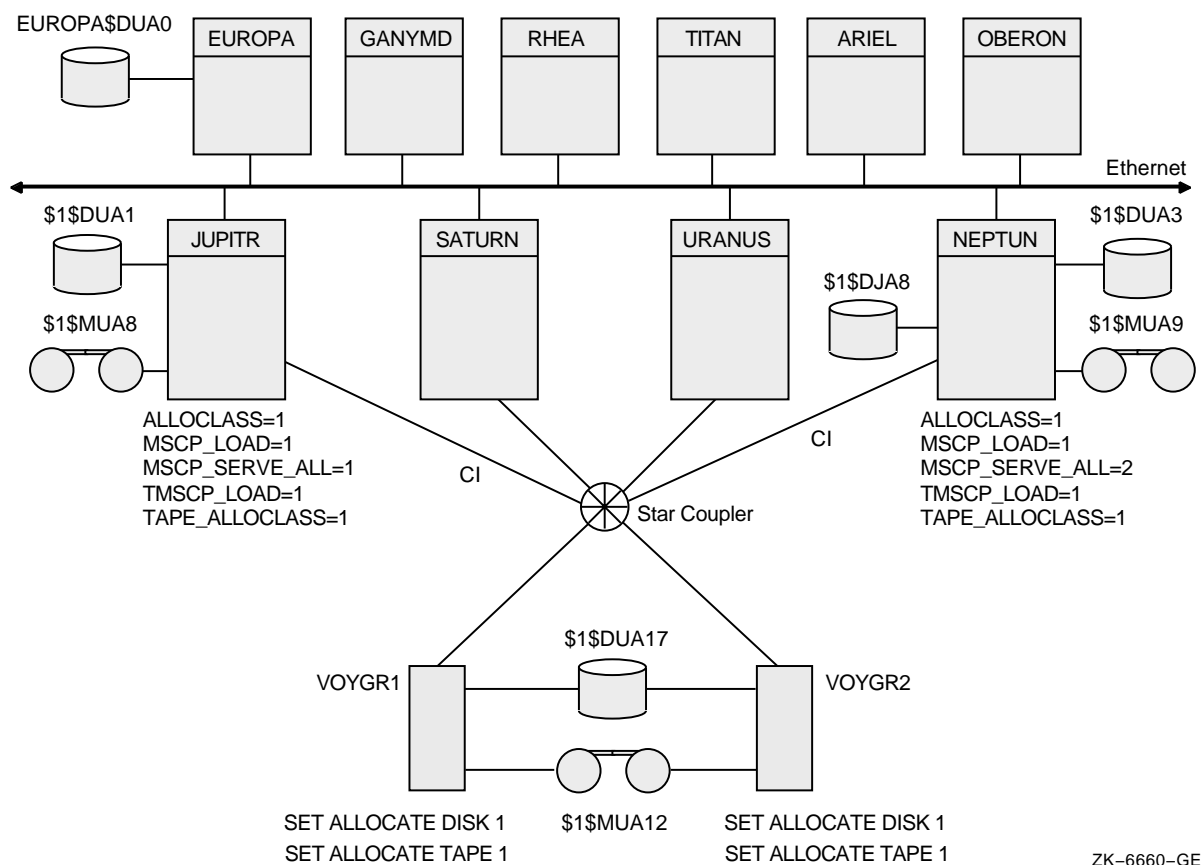 EUROPA$DUA0
EUROPA
GANYMD
RHEA
TITAN
ARIEL
OBERON
Ethernet
$1$DUA1
JUPITR
SATURN
URANUS
NEPTUN
$1$DUA3
$1$DJA8
$1$MUA8
$1$MUA9
ALLOCLASS=1
MSCP_LOAD=1
MSCP_SERVE_ALL=1
TMSCP_LOAD=1
TAPE_ALLOCLASS=1
CI
CI
ALLOCLASS=1
MSCP_LOAD=1
MSCP_SERVE_ALL=2
TMSCP_LOAD=1
TAPE_ALLOCLASS=1
Star Coupler
$1$DUA17
VOYGR1
VOYGR2
$1$MUA12
SET ALLOCATE DISK 1
SET ALLOCATE TAPE 1
SET ALLOCATE DISK 1
SET ALLOCATE TAPE 1
ZK−6660−GE